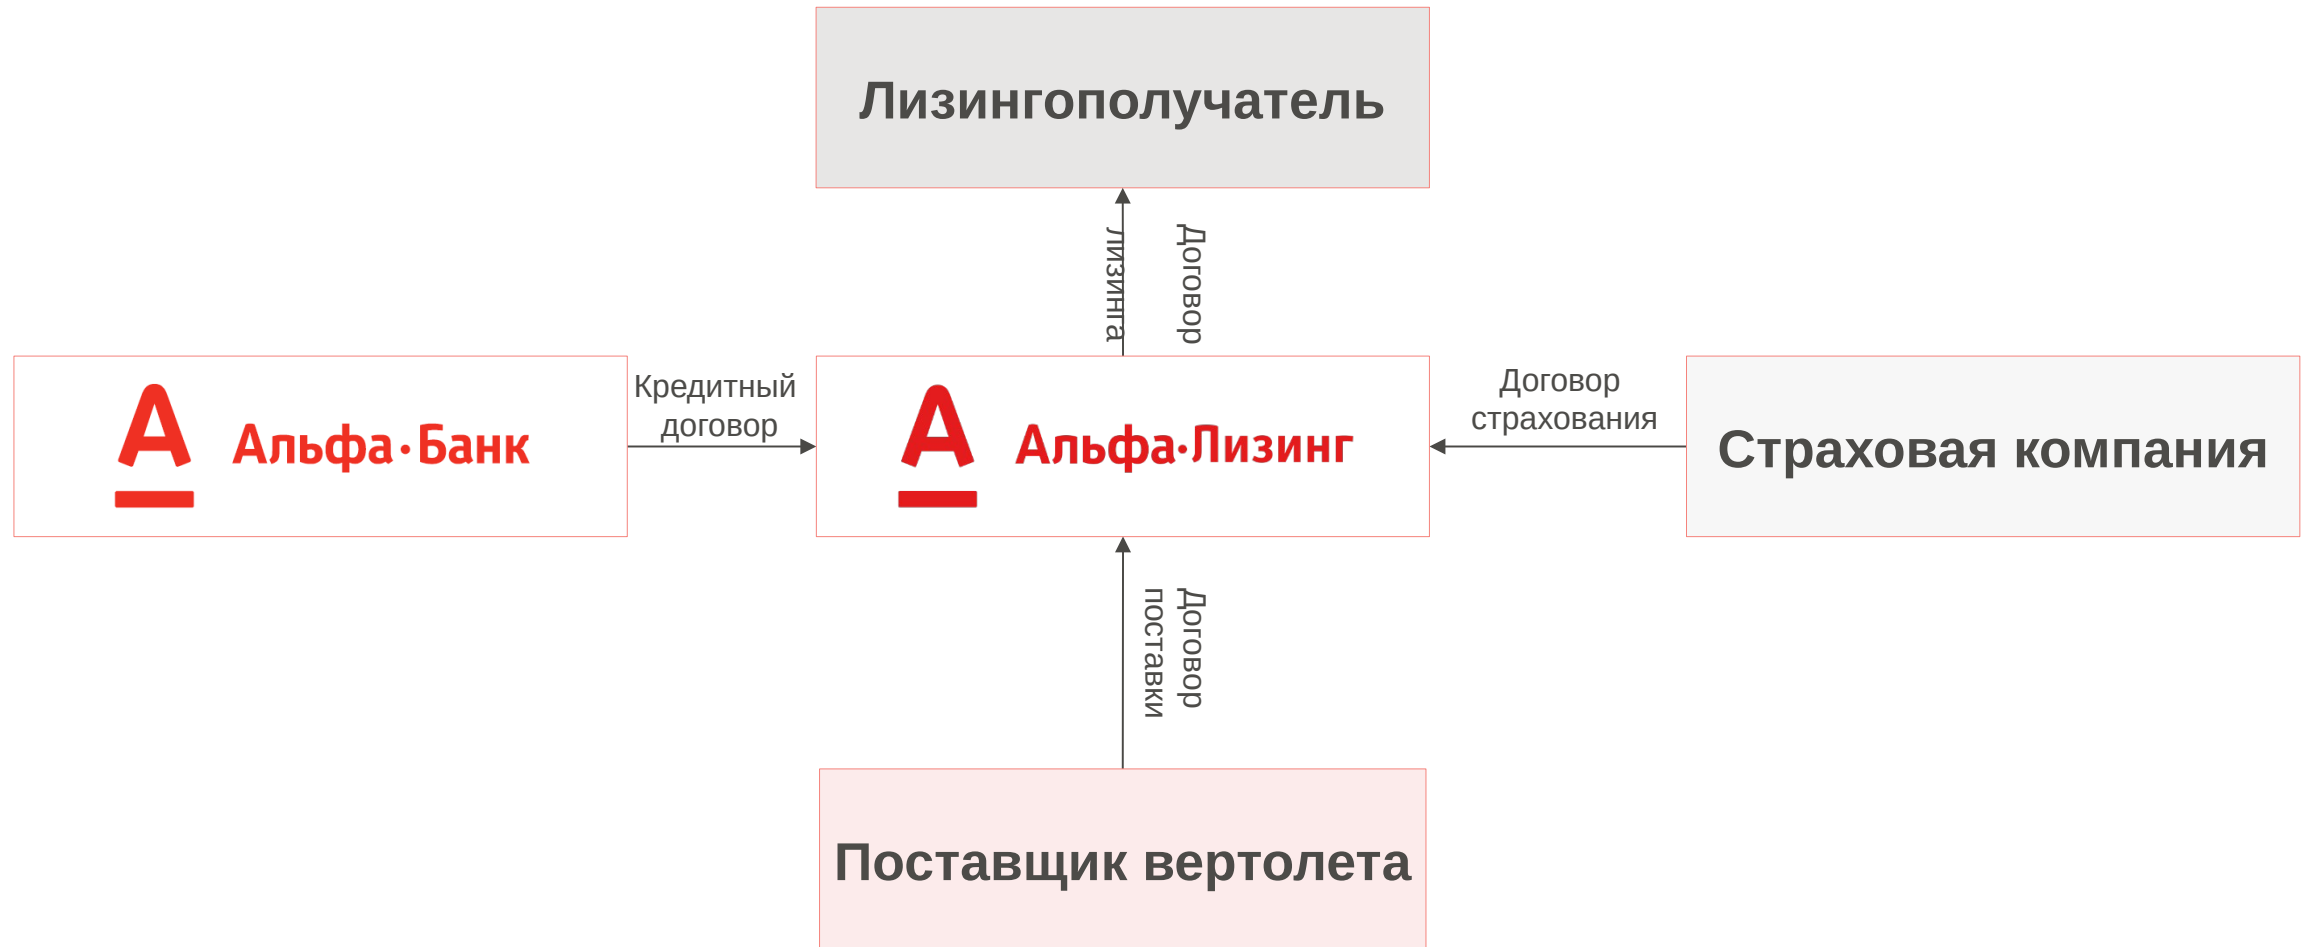 Лизингополучатель
Договор
лизинга
А
Альфа·Банк
Кредитный
договор
А
Альфа·Лизинг
Договор
страхования
Страховая компания
Договор
поставки
Поставщик вертолета